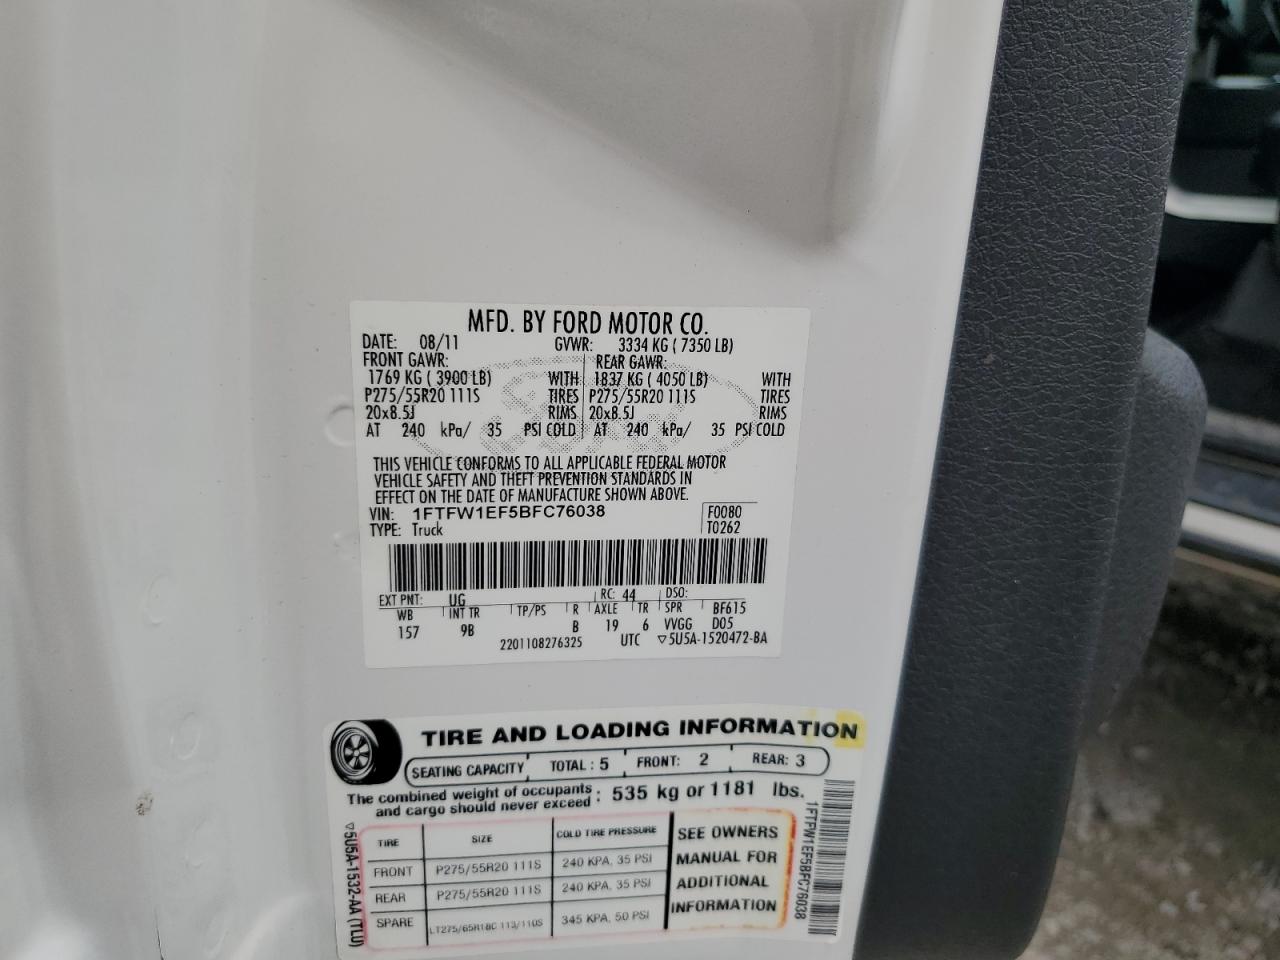 MFD. BY FORD MOTOR CO.
DATE: 08/11 GVWR: 3334 KG ( 7350 LB)
FRONT GAWR: REAR GAWR:
1769 KG ( 3900 LB) WITH 1837 KG ( 4050 LB) WITH
P275/55R20 111S TIRES P275/55R20 111S TIRES
20x8.5J RIMS 20x8.5J RIMS
AT 240 kPa/ 35 PSI COLD AT 240 kPa/ 35 PSI COLD
THIS VEHICLE CONFORMS TO ALL APPLICABLE FEDERAL MOTOR
VEHICLE SAFETY AND THEFT PREVENTION STANDARDS IN
EFFECT ON THE DATE OF MANUFACTURE SHOWN ABOVE.
VIN: 1FTFW1EF5BFC76038 F0080
TYPE: Truck T0262
EXT PNT: UG RC: 44 DSO:
WB INT TR TP/PS R AXLE TR SPR BF615
157 9B B 19 6 VVGG D05
2201108276325 UTC ▽5U5A-1520472-BA
TIRE AND LOADING INFORMATION
SEATING CAPACITY TOTAL : 5 FRONT: 2 REAR: 3
The combined weight of occupants
and cargo should never exceed : 535 kg or 1181 lbs.
TIRE SIZE COLD TIRE PRESSURE
FRONT P275/55R20 111S 240 KPA, 35 PSI
REAR P275/55R20 111S 240 KPA, 35 PSI
SPARE LT275/65R18C 113/110S 345 KPA, 50 PSI
SEE OWNERS
MANUAL FOR
ADDITIONAL
INFORMATION
▽5U5A-1532-AA (TLU)
1FTFW1EF5BFC76038